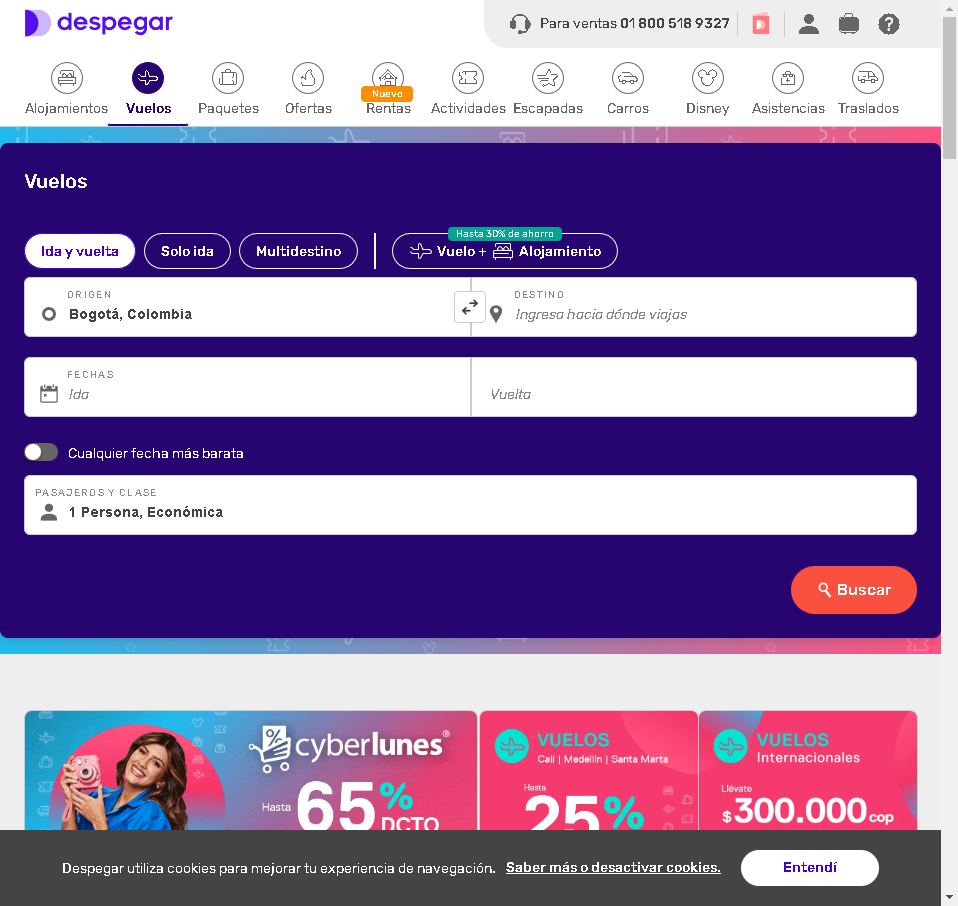 despegar
Para ventas 01 800 518 9327
Alojamientos
Vuelos
Paquetes
Ofertas
Nuevo
Rentas
Actividades
Escapadas
Carros
Disney
Asistencias
Traslados
Vuelos
Hasta 30% de ahorro
Ida y vuelta
Solo ida
Multidestino
Vuelo + Alojamiento
ORIGEN
Bogotá, Colombia
DESTINO
Ingresa hacia dónde viajas
FECHAS
Ida
Vuelta
Cualquier fecha más barata
PASAJEROS Y CLASE
1 Persona, Económica
Buscar
cyberlunes®
Hasta 65% DCTO
VUELOS
Cali | Medellín | Santa Marta
Hasta
25%
VUELOS
Internacionales
Llévate
$300.000 cop
Despegar utiliza cookies para mejorar tu experiencia de navegación. Saber más o desactivar cookies.
Entendí